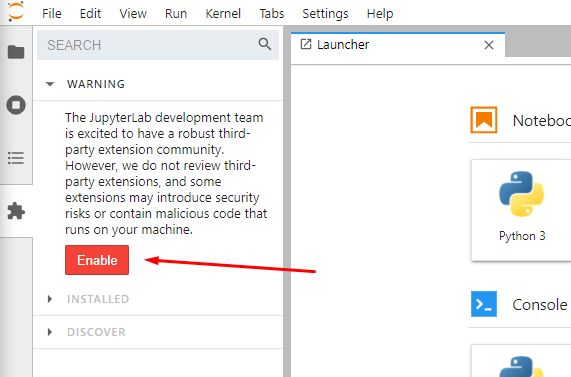 File Edit View Run Kernel Tabs Settings Help
SEARCH
Launcher
WARNING
The JupyterLab development team
is excited to have a robust third-
party extension community.
However, we do not review third-
party extensions, and some
extensions may introduce security
risks or contain malicious code that
runs on your machine.
Enable
INSTALLED
DISCOVER
Noteboo
Python 3
Console